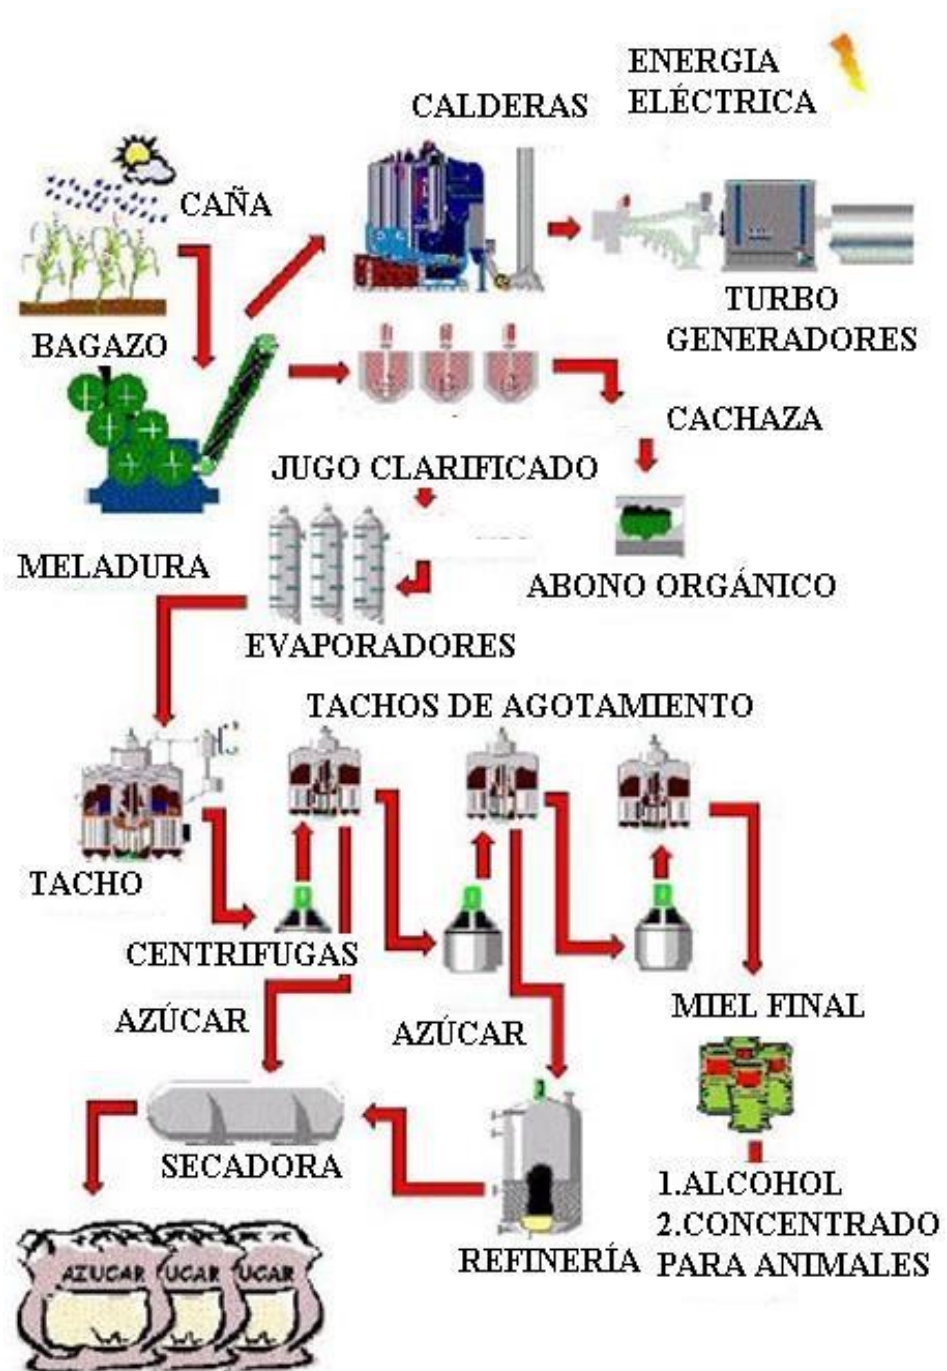 ENERGIA
ELÉCTRICA
CALDERAS
CAÑA
TURBO
GENERADORES
BAGAZO
CACHAZA
JUGO CLARIFICADO
MELADURA
ABONO ORGÁNICO
EVAPORADORES
TACHOS DE AGOTAMIENTO
TACHO
CENTRIFUGAS
MIEL FINAL
AZÚCAR
AZÚCAR
SECADORA
1.ALCOHOL
2.CONCENTRADO
PARA ANIMALES
REFINERÍA
AZUCAR UCAR UCAR